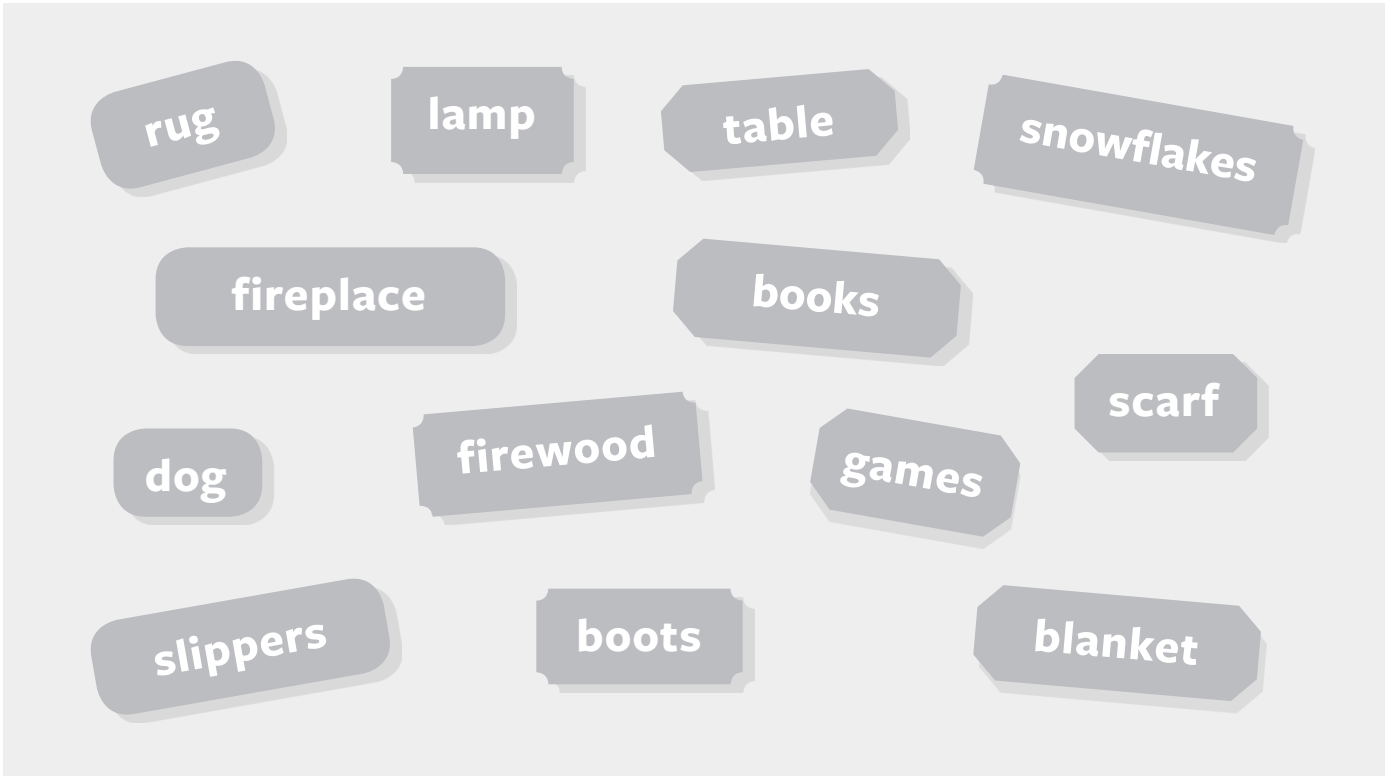 rug
lamp
table
snowflakes
fireplace
books
scarf
dog
firewood
games
slippers
boots
blanket